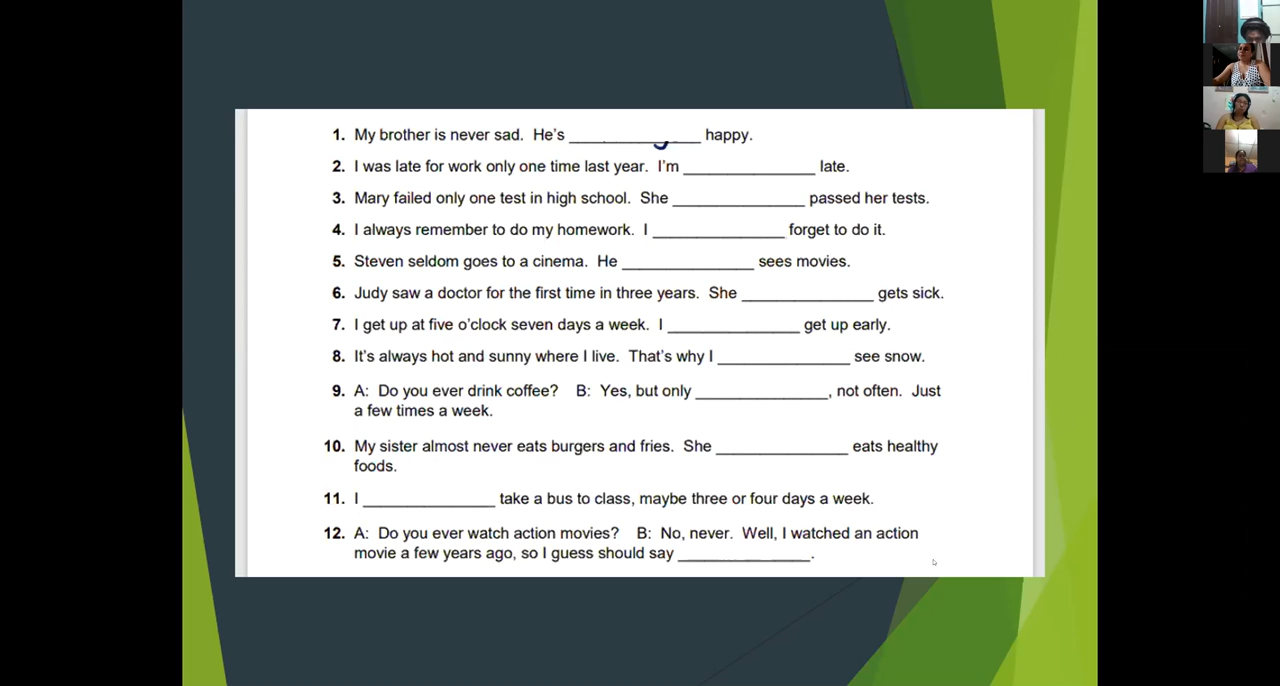 1. My brother is never sad. He's ______________ happy.
2. I was late for work only one time last year. I'm ______________ late.
3. Mary failed only one test in high school. She ______________ passed her tests.
4. I always remember to do my homework. I ______________ forget to do it.
5. Steven seldom goes to a cinema. He ______________ sees movies.
6. Judy saw a doctor for the first time in three years. She ______________ gets sick.
7. I get up at five o'clock seven days a week. I ______________ get up early.
8. It's always hot and sunny where I live. That's why I ______________ see snow.
9. A: Do you ever drink coffee? B: Yes, but only ______________, not often. Just
a few times a week.
10. My sister almost never eats burgers and fries. She ______________ eats healthy
foods.
11. I ______________ take a bus to class, maybe three or four days a week.
12. A: Do you ever watch action movies? B: No, never. Well, I watched an action
movie a few years ago, so I guess should say ______________.